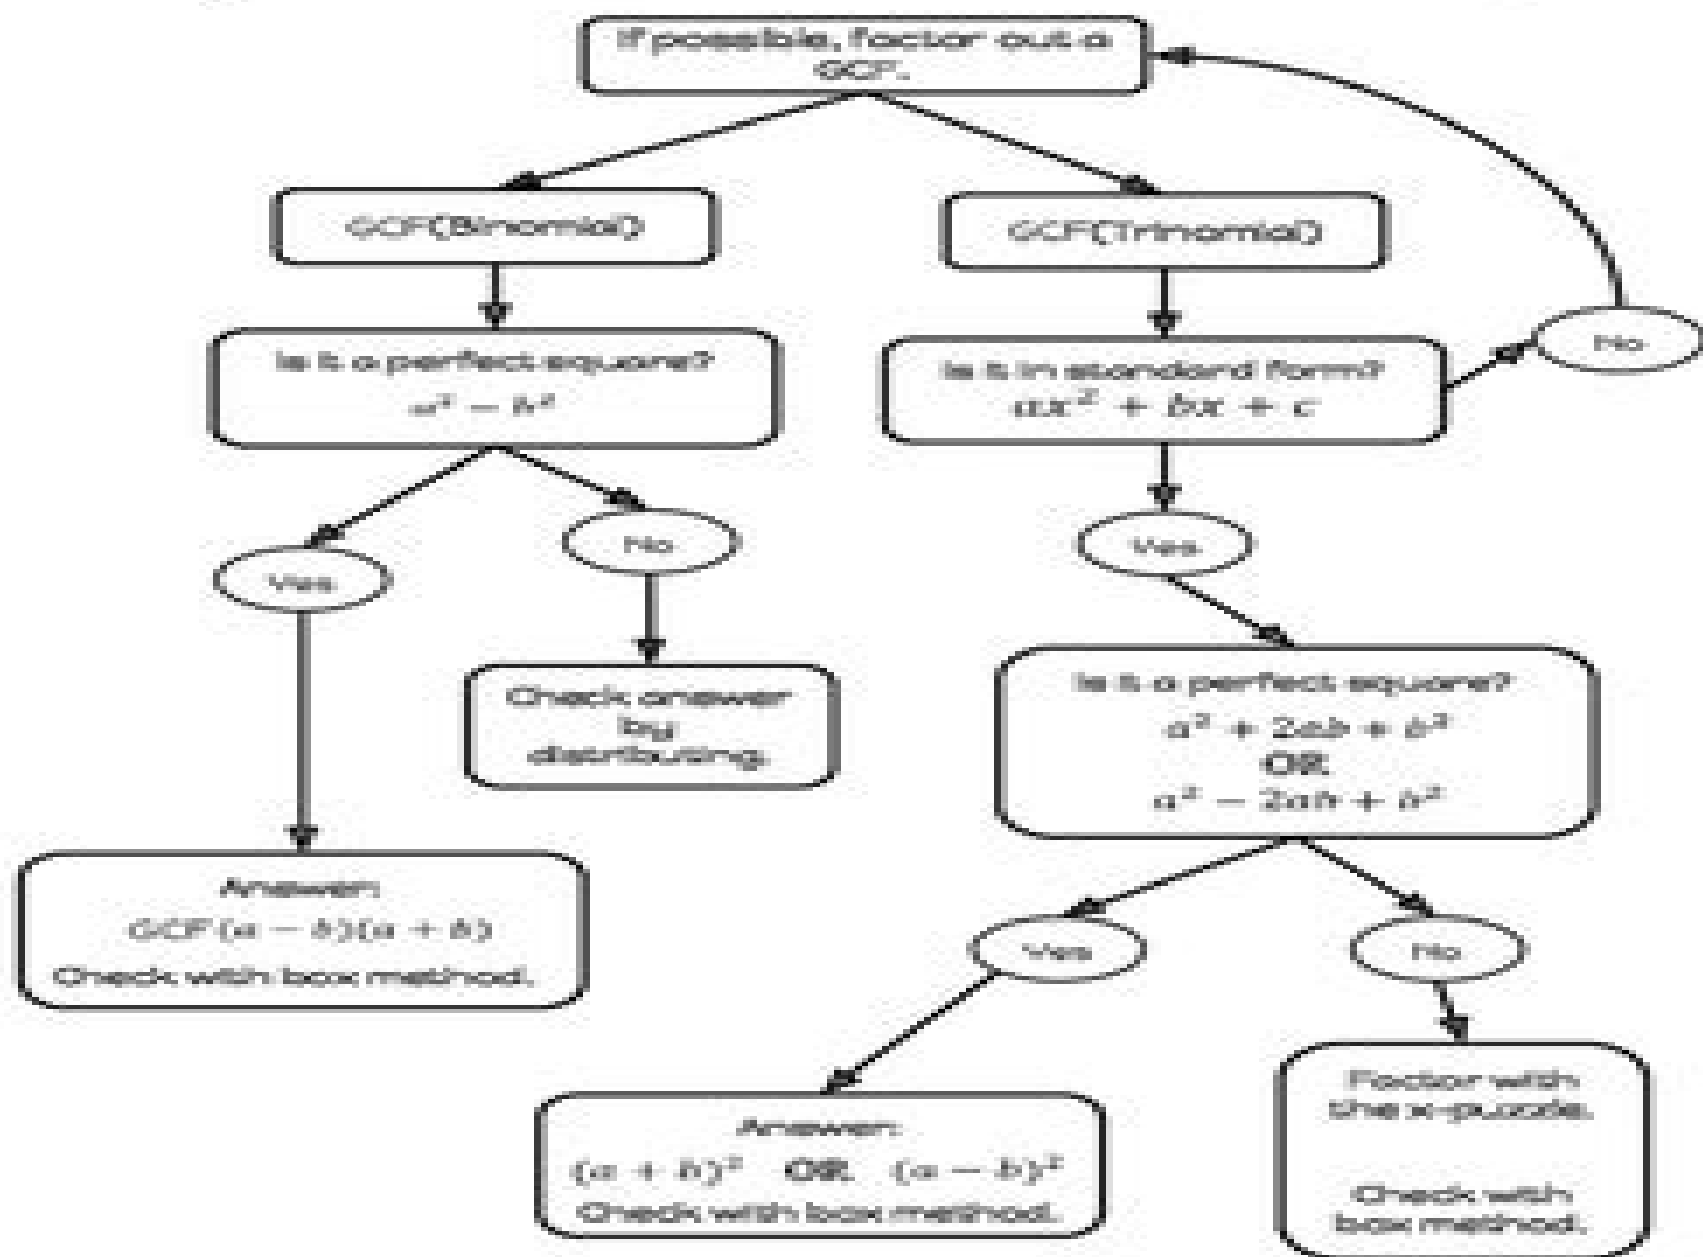 If possible, factor out a
GCF.
GCF(Binomial)
GCF(Trinomial)
Is it a perfect square?
a² − b²
Is it in standard form?
ax² + bx + c
No
Yes
No
Yes
Check answer
by
distributing.
Is it a perfect square?
a² + 2ab + b²
OR
a² − 2ab + b²
Answer:
GCF(a − b)(a + b)
Check with box method.
Yes
No
Answer:
(a + b)² OR (a − b)²
Check with box method.
Factor with
the x-puzzle.
Check with
box method.